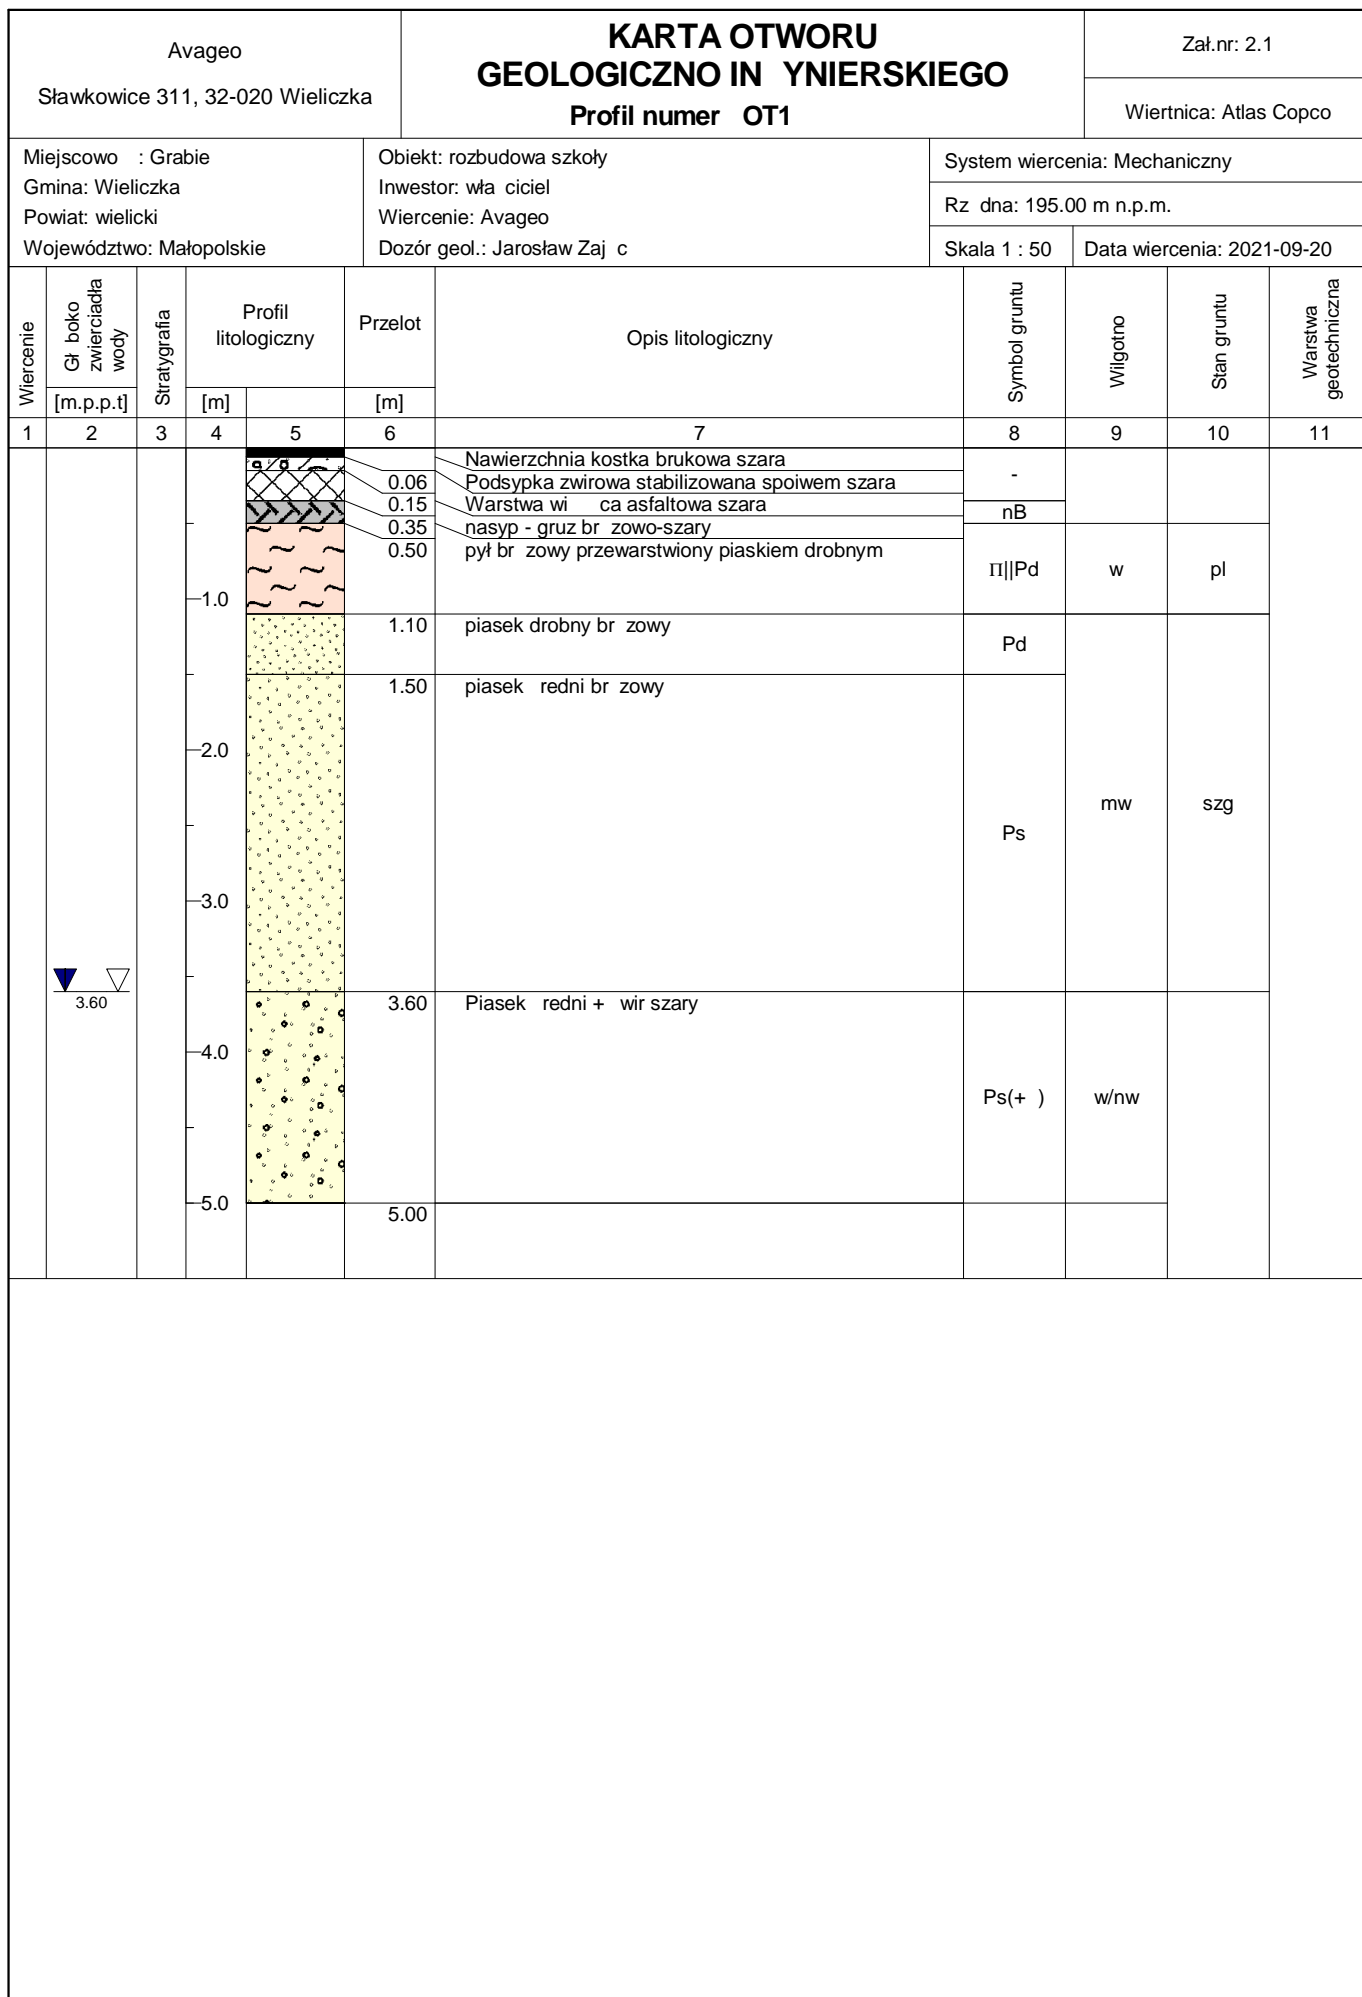 Avageo
Sławkowice 311, 32-020 Wieliczka
KARTA OTWORU
GEOLOGICZNO IN YNIERSKIEGO
Profil numer OT1
Zał.nr: 2.1
Wiertnica: Atlas Copco
Miejscowo : Grabie
Gmina: Wieliczka
Powiat: wielicki
Województwo: Małopolskie
Obiekt: rozbudowa szkoły
Inwestor: wła ciciel
Wiercenie: Avageo
Dozór geol.: Jarosław Zaj c
System wiercenia: Mechaniczny
Rz dna: 195.00 m n.p.m.
Skala 1 : 50
Data wiercenia: 2021-09-20
Wiercenie
Gł boko
zwierciadła
wody
[m.p.p.t]
Stratygrafia
Profil
litologiczny
[m]
Przelot
[m]
Opis litologiczny
Symbol gruntu
Wilgotno
Stan gruntu
Warstwa
geotechniczna
1 2 3 4 5 6 7 8 9 10 11
Nawierzchnia kostka brukowa szara
0.06 Podsypka zwirowa stabilizowana spoiwem szara
-
0.15 Warstwa wi ca asfaltowa szara
nB
0.35 nasyp - gruz br zowo-szary
0.50 pył br zowy przewarstwiony piaskiem drobnym
Π||Pd w pl
1.0
1.10 piasek drobny br zowy
Pd
1.50 piasek redni br zowy
2.0
mw szg
Ps
3.0
3.60
3.60 Piasek redni + wir szary
4.0
Ps(+ ) w/nw
5.0
5.00